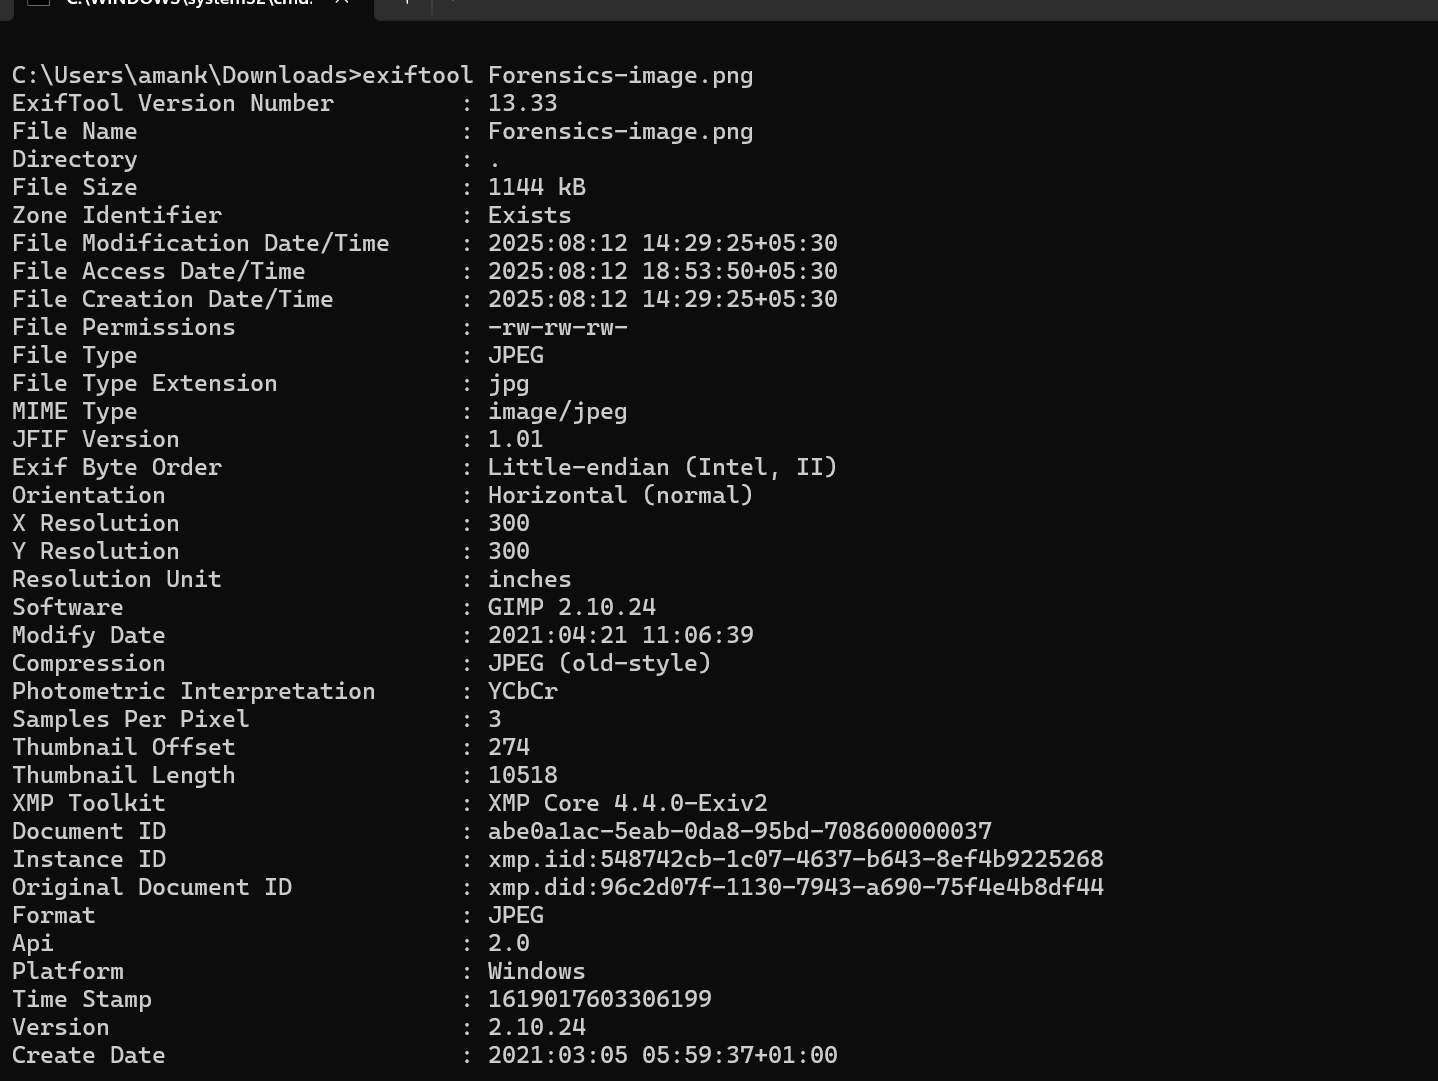 C:\WINDOWS\system32\cmd.
C:\Users\amank\Downloads>exiftool Forensics-image.png
ExifTool Version Number         : 13.33
File Name                       : Forensics-image.png
Directory                       : .
File Size                       : 1144 kB
Zone Identifier                 : Exists
File Modification Date/Time     : 2025:08:12 14:29:25+05:30
File Access Date/Time           : 2025:08:12 18:53:50+05:30
File Creation Date/Time         : 2025:08:12 14:29:25+05:30
File Permissions                : -rw-rw-rw-
File Type                       : JPEG
File Type Extension             : jpg
MIME Type                       : image/jpeg
JFIF Version                    : 1.01
Exif Byte Order                 : Little-endian (Intel, II)
Orientation                     : Horizontal (normal)
X Resolution                    : 300
Y Resolution                    : 300
Resolution Unit                 : inches
Software                        : GIMP 2.10.24
Modify Date                     : 2021:04:21 11:06:39
Compression                     : JPEG (old-style)
Photometric Interpretation      : YCbCr
Samples Per Pixel               : 3
Thumbnail Offset                : 274
Thumbnail Length                : 10518
XMP Toolkit                     : XMP Core 4.4.0-Exiv2
Document ID                     : abe0a1ac-5eab-0da8-95bd-708600000037
Instance ID                     : xmp.iid:548742cb-1c07-4637-b643-8ef4b9225268
Original Document ID            : xmp.did:96c2d07f-1130-7943-a690-75f4e4b8df44
Format                          : JPEG
Api                             : 2.0
Platform                        : Windows
Time Stamp                      : 1619017603306199
Version                         : 2.10.24
Create Date                     : 2021:03:05 05:59:37+01:00